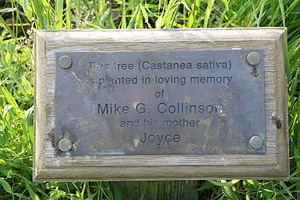 This tree (Castanea sativa)
is planted in loving memory
of
Mike G. Collinson
and his mother
Joyce